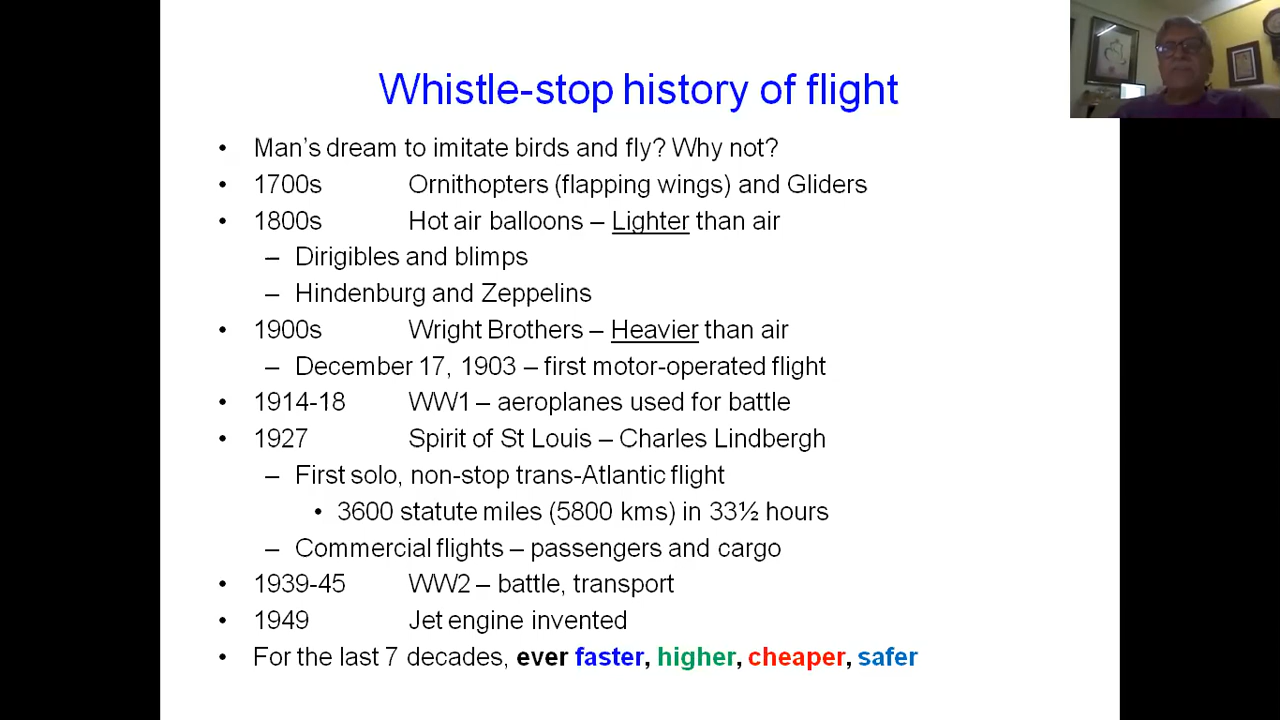 Whistle-stop history of flight
• Man's dream to imitate birds and fly? Why not?
• 1700s Ornithopters (flapping wings) and Gliders
• 1800s Hot air balloons – Lighter than air
– Dirigibles and blimps
– Hindenburg and Zeppelins
• 1900s Wright Brothers – Heavier than air
– December 17, 1903 – first motor-operated flight
• 1914-18 WW1 – aeroplanes used for battle
• 1927 Spirit of St Louis – Charles Lindbergh
– First solo, non-stop trans-Atlantic flight
• 3600 statute miles (5800 kms) in 33½ hours
– Commercial flights – passengers and cargo
• 1939-45 WW2 – battle, transport
• 1949 Jet engine invented
• For the last 7 decades, ever faster, higher, cheaper, safer